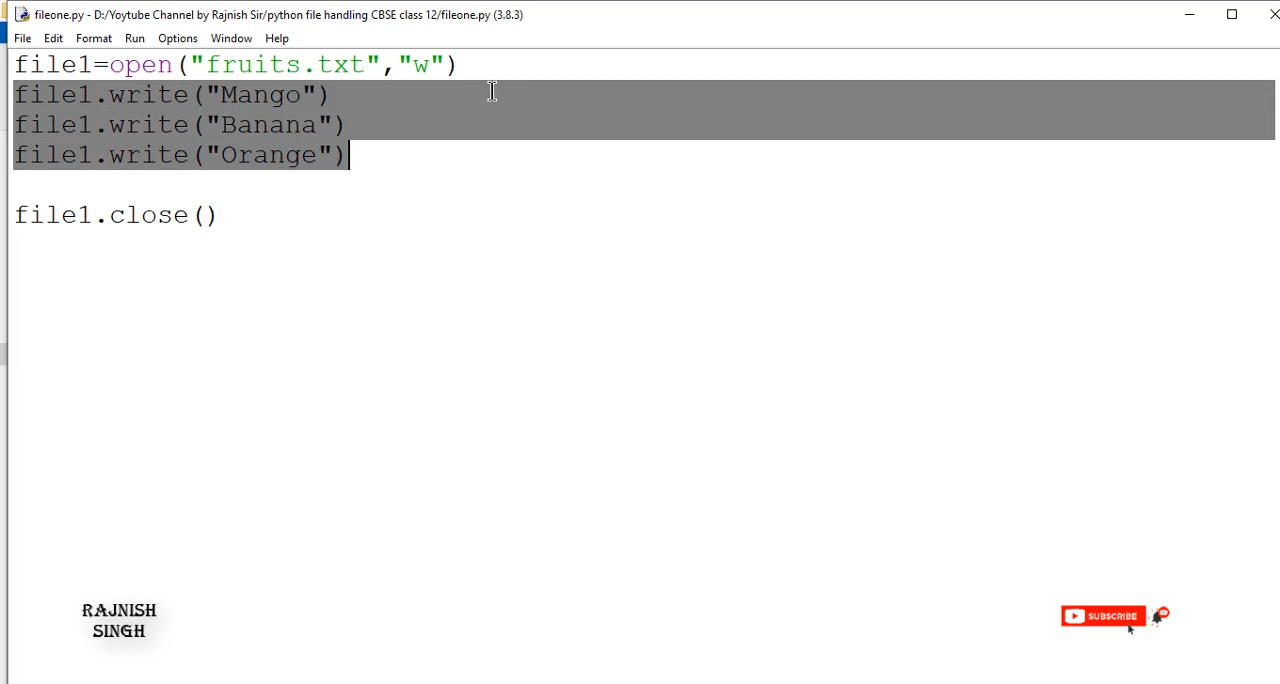 fileone.py - D:/Yoytube Channel by Rajnish Sir/python file handling CBSE class 12/fileone.py (3.8.3)
File Edit Format Run Options Window Help
file1=open("fruits.txt","w")
file1.write("Mango")
file1.write("Banana")
file1.write("Orange")
file1.close()
RAJNISH
SINGH
SUBSCRIBE